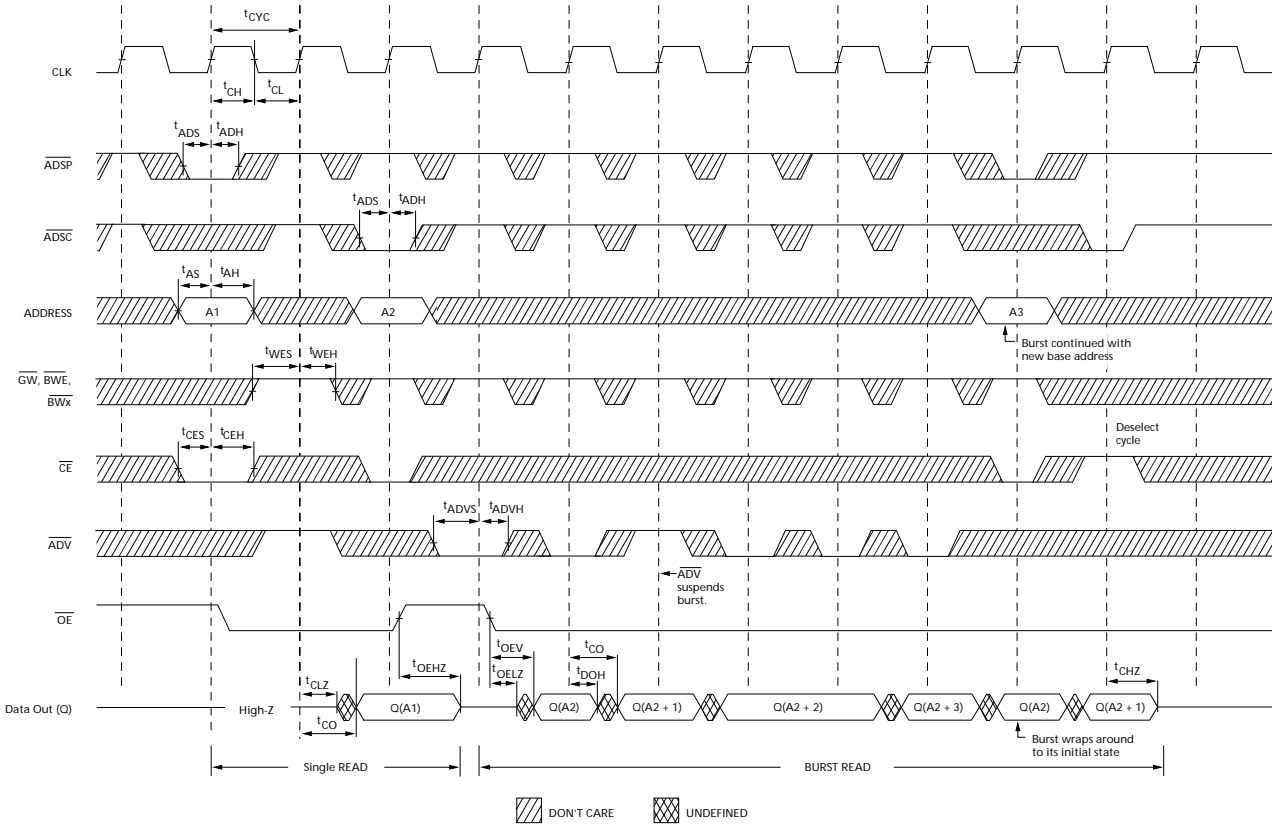 tCYC
CLK
tCH
tCL
tADS
tADH
ADSP
tADS
tADH
ADSC
tAS
tAH
ADDRESS
A1
A2
A3
Burst continued with
new base address
tWES
tWEH
GW, BWE,
BWx
tCES
tCEH
Deselect
cycle
CE
tADVS
tADVH
ADV
ADV
suspends
burst.
OE
tOEHZ
tOEV
tOELZ
tCO
tDOH
tCLZ
tCHZ
Data Out (Q)
High-Z
Q(A1)
Q(A2)
Q(A2 + 1)
Q(A2 + 2)
Q(A2 + 3)
Q(A2)
Q(A2 + 1)
tCO
Burst wraps around
to its initial state
Single READ
BURST READ
DON'T CARE
UNDEFINED